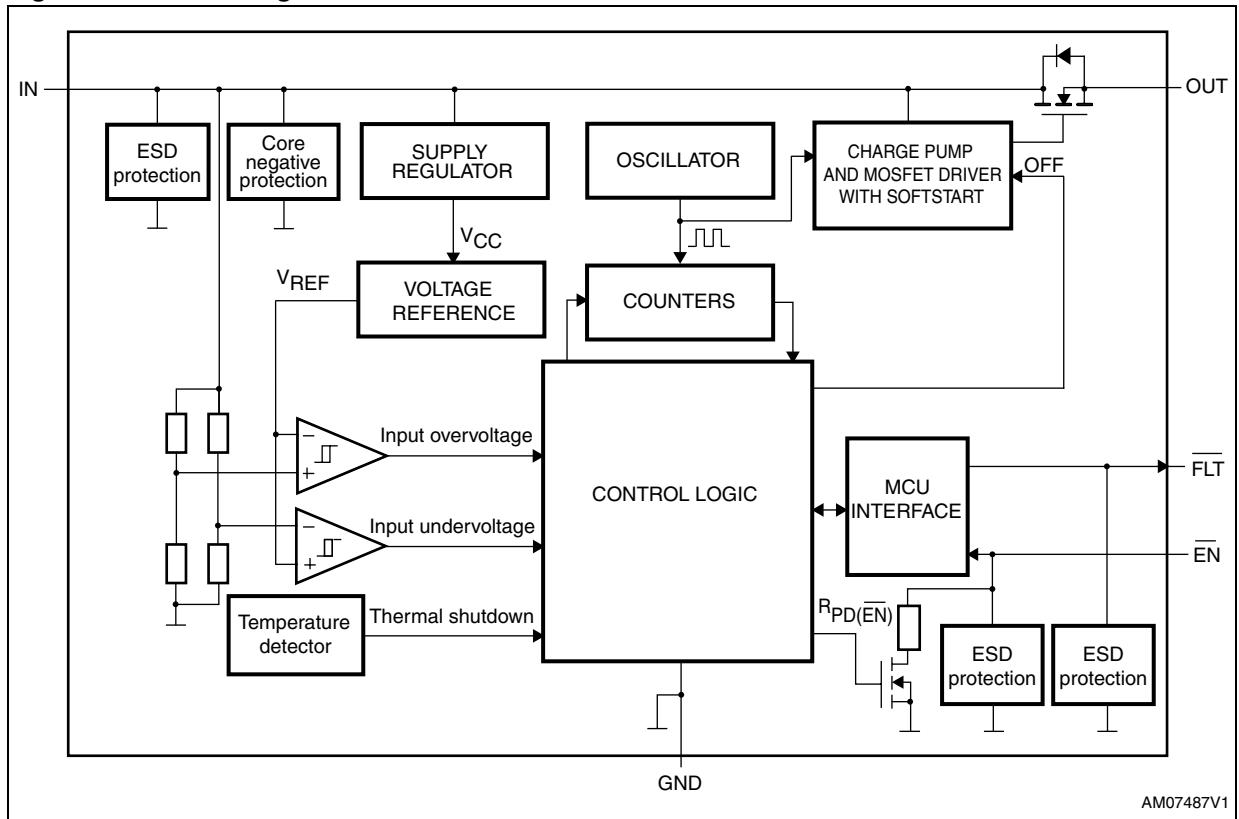 IN
OUT
ESD
protection
Core
negative
protection
SUPPLY
REGULATOR
OSCILLATOR
CHARGE PUMP
AND MOSFET DRIVER
WITH SOFTSTART
OFF
VCC
VREF
VOLTAGE
REFERENCE
COUNTERS
Input overvoltage
Input undervoltage
Thermal shutdown
Temperature
detector
CONTROL LOGIC
MCU
INTERFACE
FLT
EN
RPD(EN)
ESD
protection
ESD
protection
GND
AM07487V1